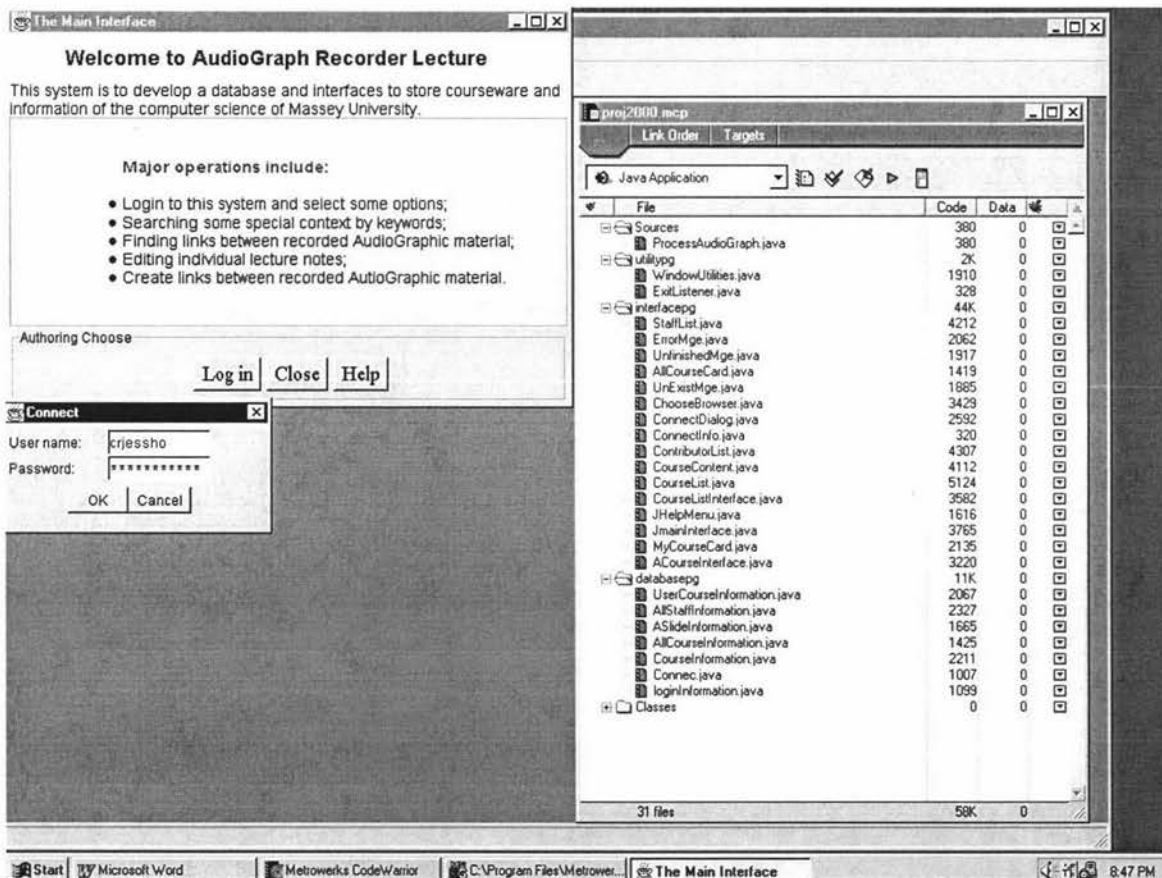 The Main Interface
Welcome to AudioGraph Recorder Lecture
This system is to develop a database and interfaces to store courseware and
information of the computer science of Massey University.
Major operations include:
● Login to this system and select some options;
● Searching some special context by keywords;
● Finding links between recorded AudioGraphic material;
● Editing individual lecture notes;
● Create links between recorded AutioGraphic material.
Authoring Choose
Log in Close Help
Connect
User name: crjessho
Password: ***********
OK Cancel
proj2000.mcp
Link Order Targets
Java Application
File Code Data
Sources 380 0
ProcessAudioGraph.java 380 0
utilitypg 2K 0
WindowUtilities.java 1910 0
ExitListener.java 328 0
interfacepg 44K 0
StaffList.java 4212 0
ErrorMge.java 2062 0
UnfinishedMge.java 1917 0
AllCourseCard.java 1419 0
UnExistMge.java 1885 0
ChooseBrowser.java 3429 0
ConnectDialog.java 2592 0
ConnectInfo.java 320 0
ContributorList.java 4307 0
CourseContent.java 4112 0
CourseList.java 5124 0
CourseListInterface.java 3582 0
JHelpMenu.java 1616 0
JmainInterface.java 3765 0
MyCourseCard.java 2135 0
ACourseInterface.java 3220 0
databasepg 11K 0
UserCourseInformation.java 2067 0
AllStaffInformation.java 2327 0
ASlideInformation.java 1665 0
AllCourseInformation.java 1425 0
CourseInformation.java 2211 0
Connec.java 1007 0
loginInformation.java 1099 0
Classes 0 0
31 files 58K 0
Start Microsoft Word Metrowerks CodeWarrior C:\Program Files\Metrower... The Main Interface 8:47 PM